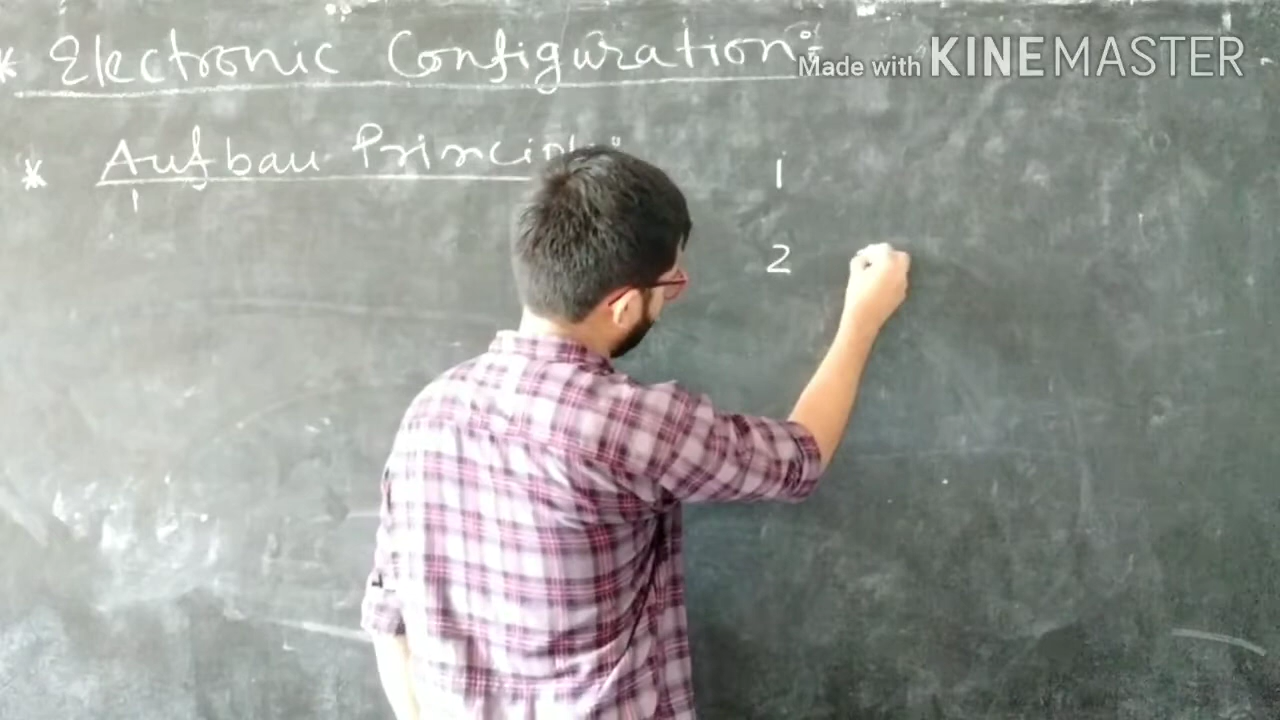 * Electronic Configuration:
Made with KINEMASTER
* Aufbau
1
2